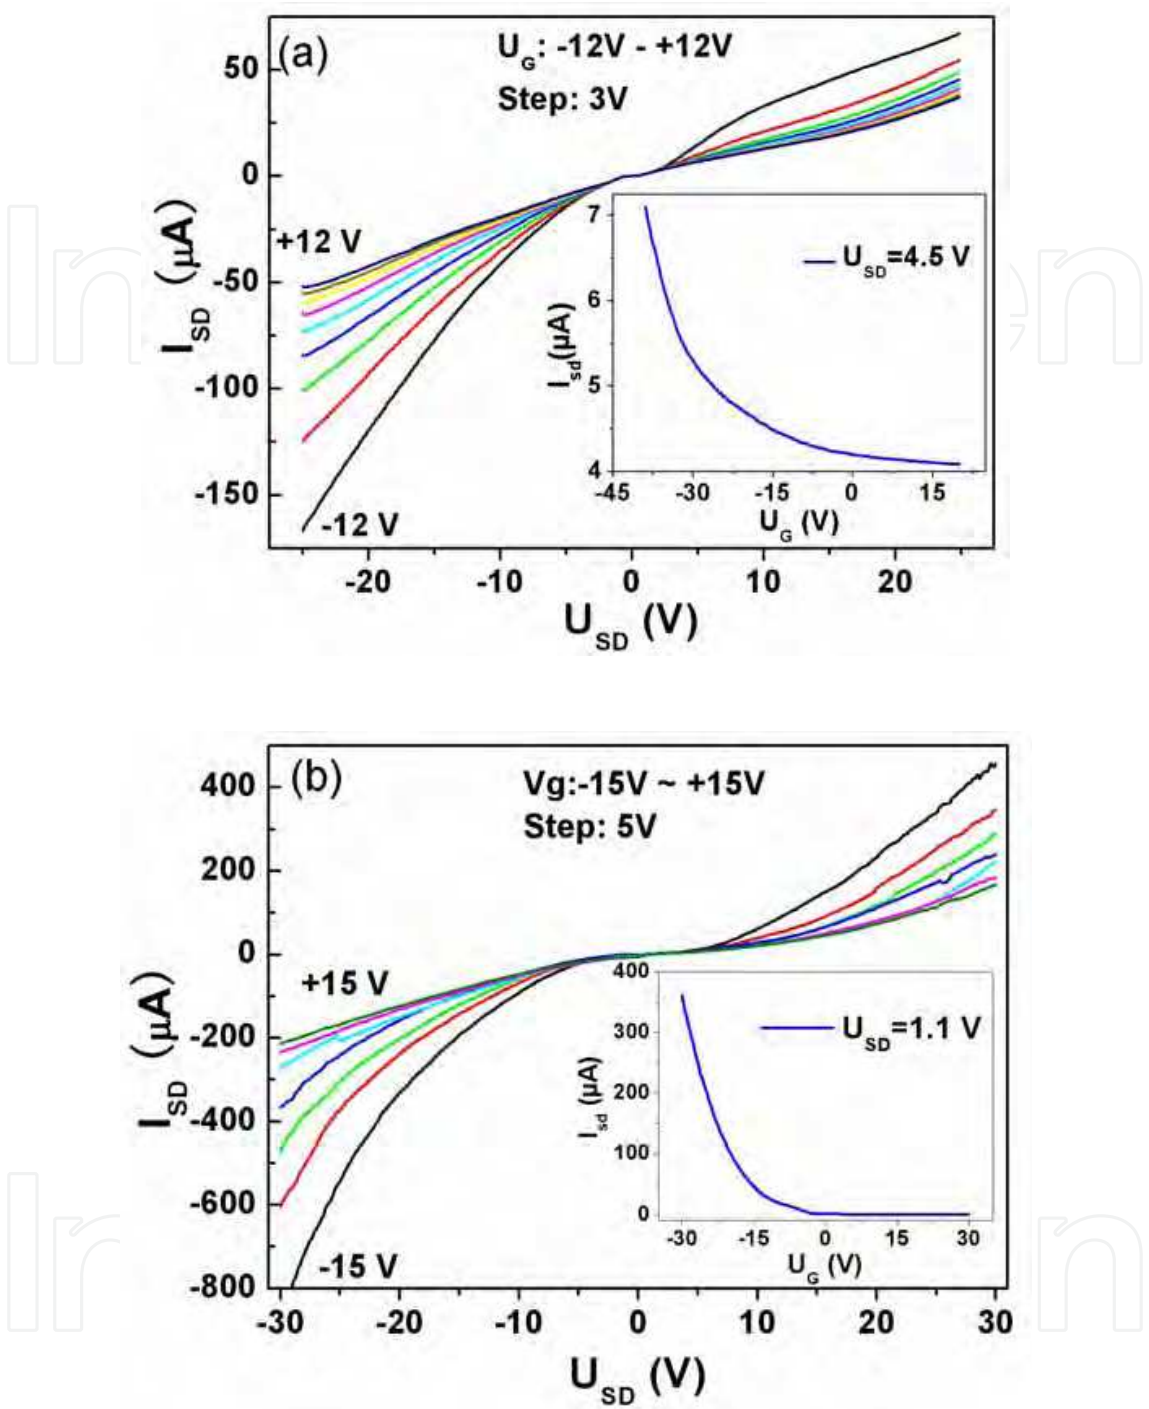 (a)
U_G: -12V - +12V
Step: 3V
50
0
-50
-100
-150
I_SD (µA)
+12 V
-12 V
-20 -10 0 10 20
U_SD (V)
7
6
5
4
I_sd(µA)
U_SD=4.5 V
-45 -30 -15 0 15
U_G (V)
(b)
Vg:-15V ~ +15V
Step: 5V
400
200
0
-200
-400
-600
-800
I_SD (µA)
+15 V
-15 V
-30 -20 -10 0 10 20 30
U_SD (V)
400
300
200
100
0
I_sd (µA)
U_SD=1.1 V
-30 -15 0 15 30
U_G (V)